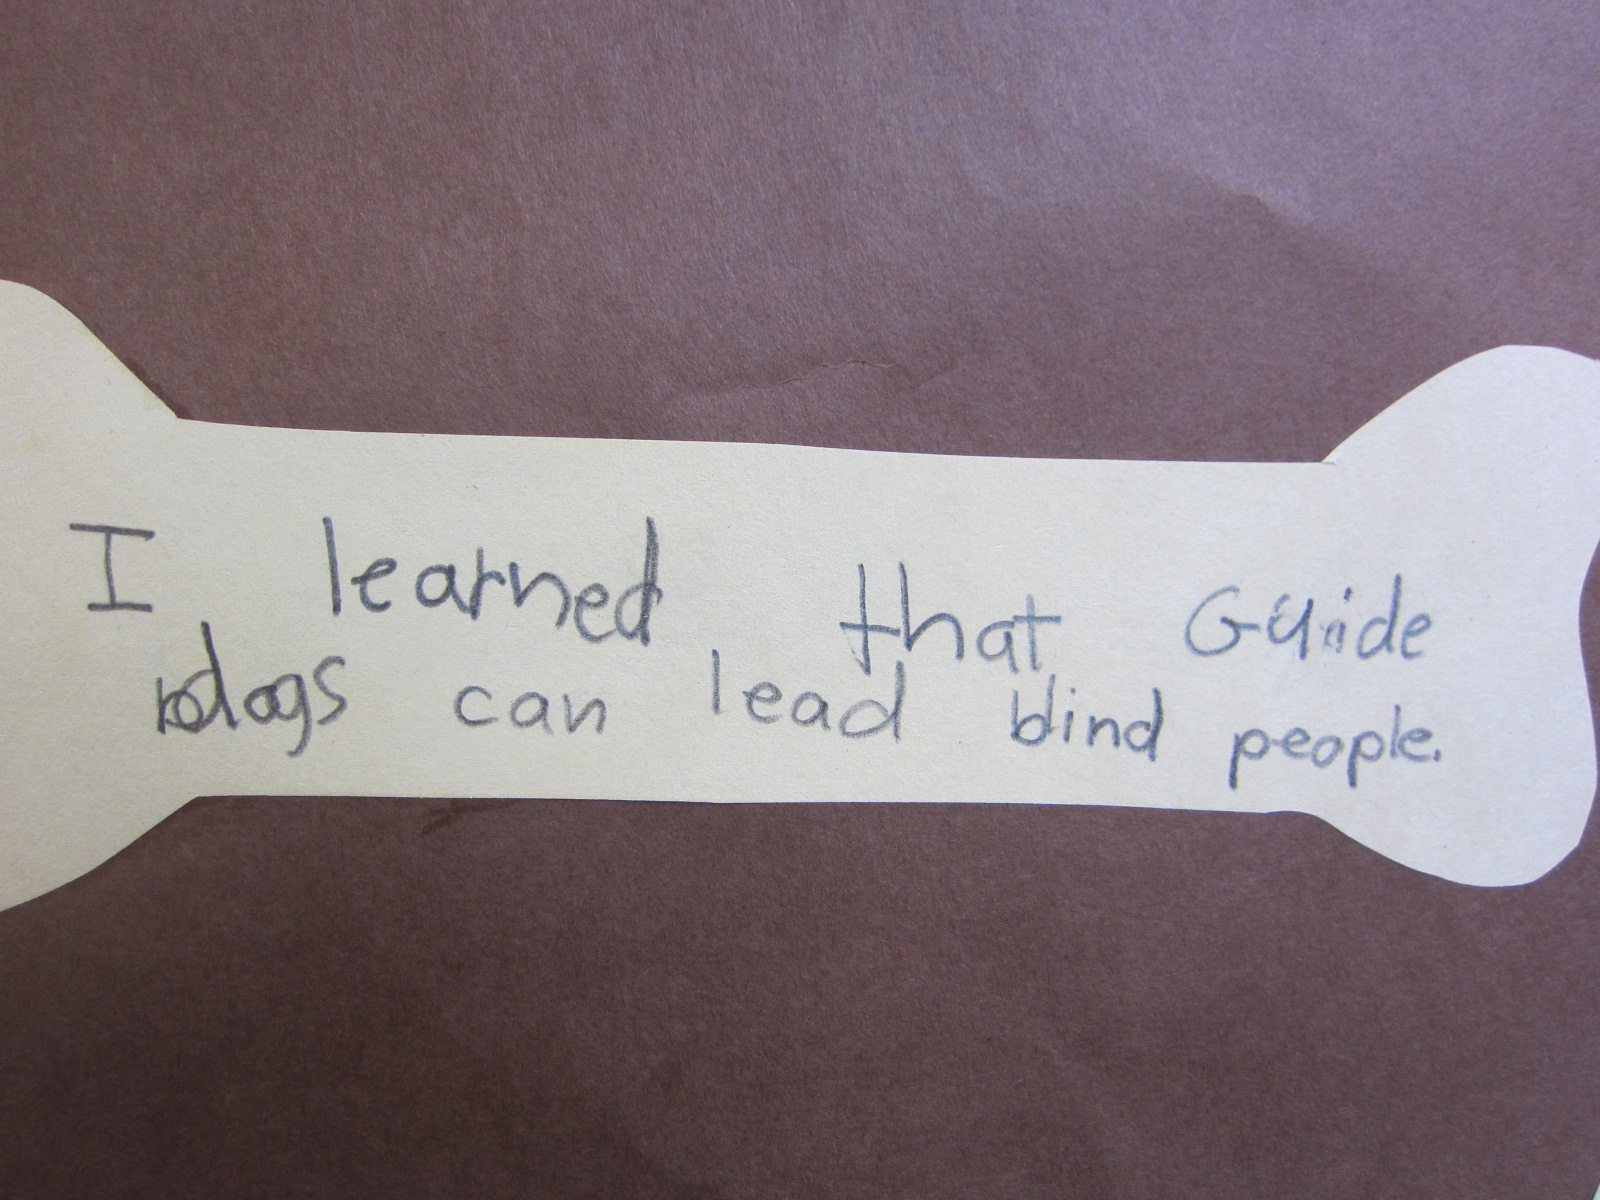 I learned that Guide
dogs can lead blind people.